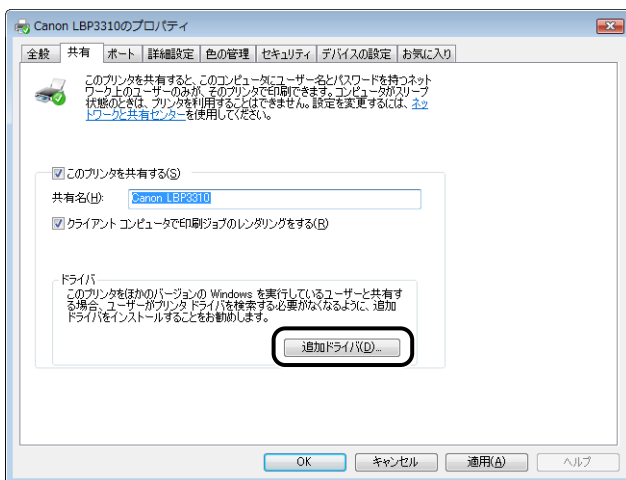 Canon LBP3310のプロパティ
全般 共有 ポート 詳細設定 色の管理 セキュリティ デバイスの設定 お気に入り
このプリンタを共有すると、このコンピュータにユーザー名とパスワードを持つネット
ワーク上のユーザーのみが、そのプリンタで印刷できます。コンピュータがスリープ
状態のときは、プリンタを利用することはできません。設定を変更するには、ネッ
トワークと共有センターを使用してください。
このプリンタを共有する(S)
共有名(H): Canon LBP3310
クライアント コンピュータで印刷ジョブのレンダリングをする(R)
ドライバ
このプリンタをほかのバージョンの Windows を実行しているユーザーと共有す
る場合、ユーザーがプリンタ ドライバを検索する必要がなくなるように、追加
ドライバをインストールすることをお勧めします。
追加ドライバ(D)...
OK キャンセル 適用(A) ヘルプ